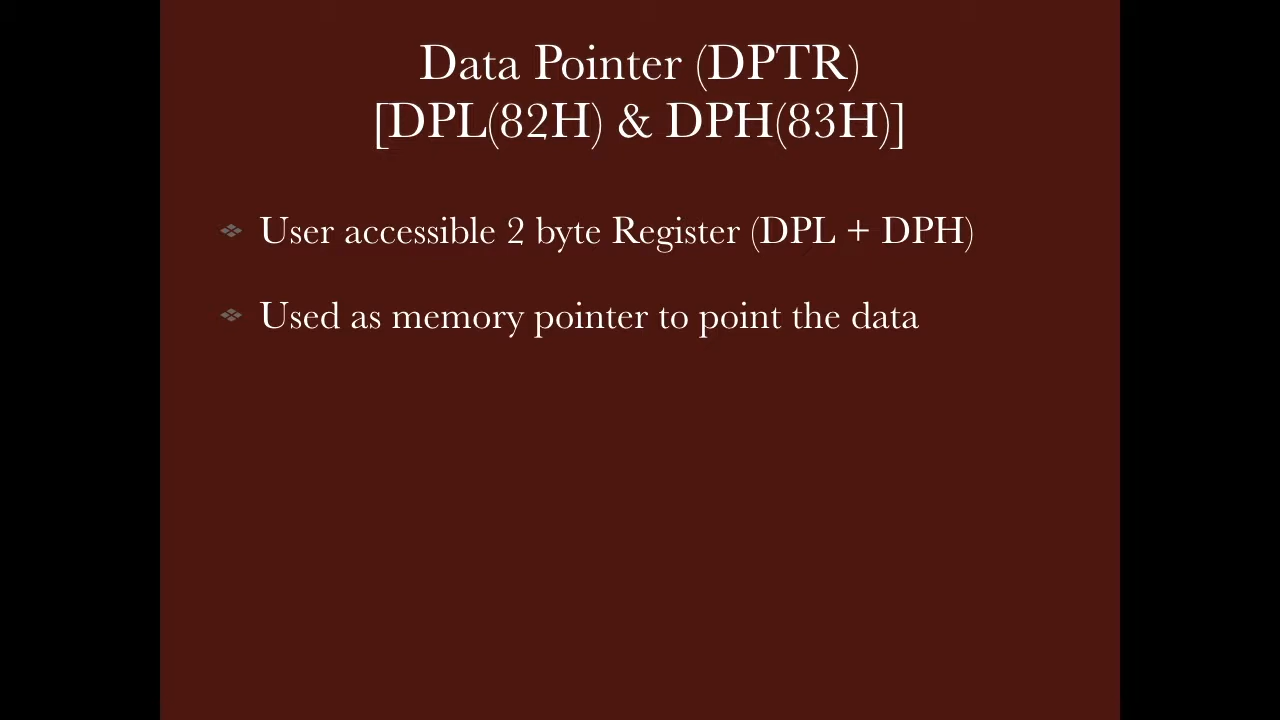 Data Pointer (DPTR)
[DPL(82H) & DPH(83H)]
User accessible 2 byte Register (DPL + DPH)
Used as memory pointer to point the data